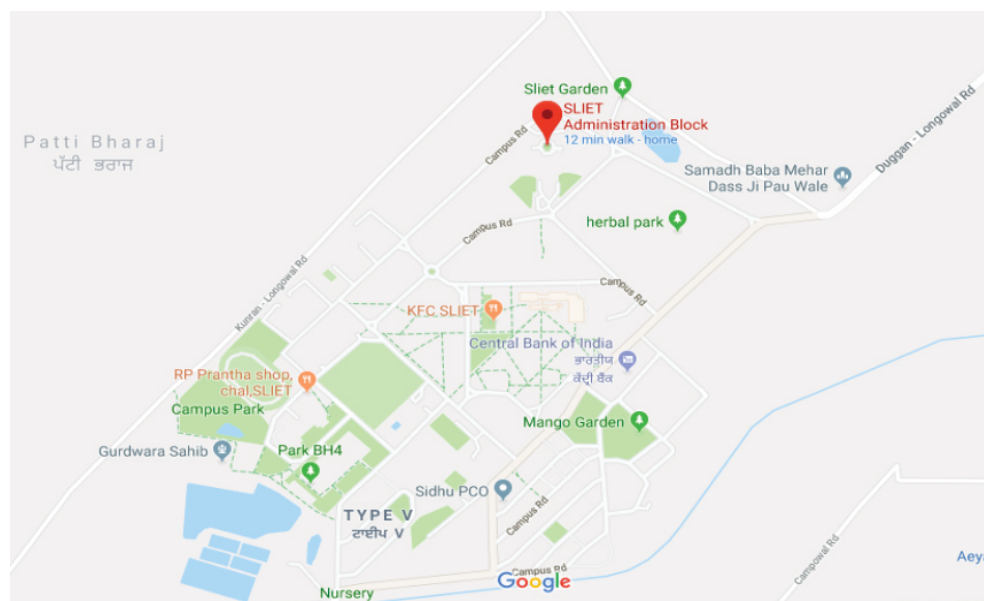 Sliet Garden
SLIET
Administration Block
12 min walk - home
Campus Rd
Patti Bharaj
ਪੱਟੀ ਭਰਾਜ
Duggan - Longowal Rd
Samadh Baba Mehar
Dass Ji Pau Wale
herbal park
Campus Rd
Kunran - Longowal Rd
Campus Rd
KFC SLIET
Central Bank of India
ਭਾਰਤੀਯ
ਕੇਂਦ੍ਰੀ ਬੈਂਕ
RP Prantha shop,
chal,SLIET
Campus Park
Mango Garden
Gurdwara Sahib
Park BH4
Sidhu PCO
TYPE V
ਟਾਈਪ V
Campus Rd
Campowal Rd
Aeya
Campus Rd
Google
Nursery